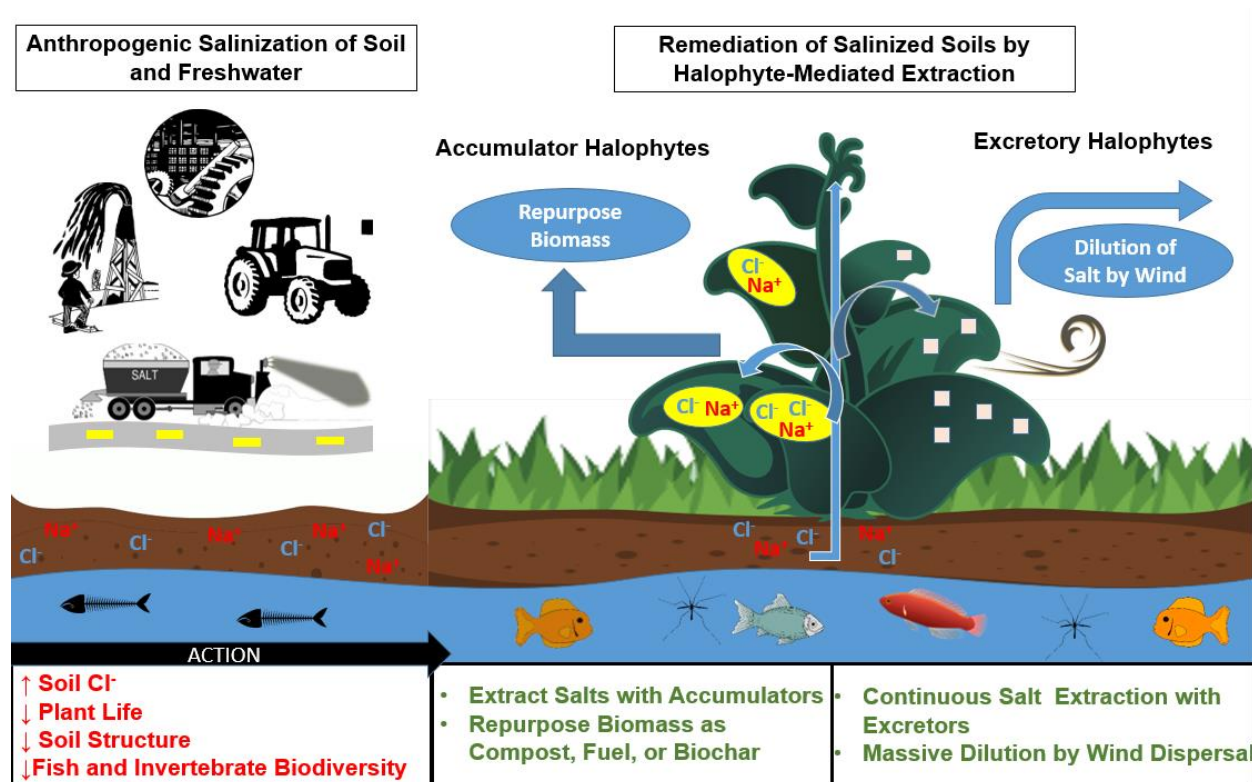 Anthropogenic Salinization of Soil
and Freshwater
Remediation of Salinized Soils by
Halophyte-Mediated Extraction
Accumulator Halophytes
Excretory Halophytes
Repurpose
Biomass
Dilution of
Salt by Wind
SALT
Cl⁻
Na⁺
Cl⁻ Na⁺
Cl⁻ Cl⁻
Na⁺
Na⁺
Cl⁻
Cl⁻
Na⁺
Cl⁻
Na⁺
Cl⁻
Na⁺
Cl⁻
Na⁺
Cl⁻
Na⁺
Cl⁻
ACTION
↑ Soil Cl⁻
↓ Plant Life
↓ Soil Structure
↓Fish and Invertebrate Biodiversity
• Extract Salts with Accumulators
• Repurpose Biomass as
Compost, Fuel, or Biochar
• Continuous Salt Extraction with
Excretors
• Massive Dilution by Wind Dispersal